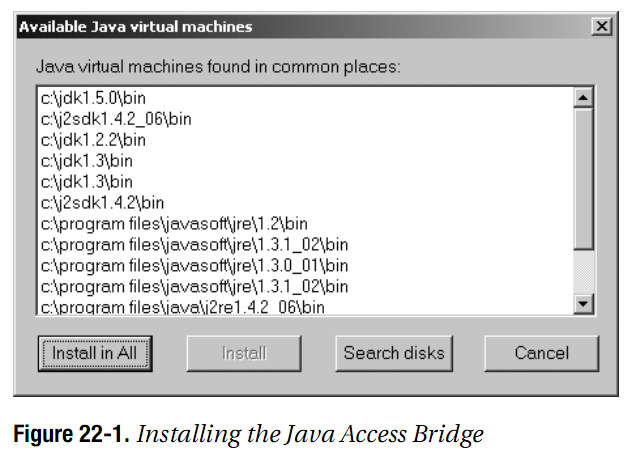 Available Java virtual machines
Java virtual machines found in common places:
c:\jdk1.5.0\bin
c:\j2sdk1.4.2_06\bin
c:\jdk1.2.2\bin
c:\jdk1.3\bin
c:\jdk1.3\bin
c:\j2sdk1.4.2\bin
c:\program files\javasoft\jre\1.2\bin
c:\program files\javasoft\jre\1.3.1_02\bin
c:\program files\javasoft\jre\1.3.0_01\bin
c:\program files\javasoft\jre\1.3.1_02\bin
c:\program files\java\j2re1.4.2_06\bin
Install in All Install Search disks Cancel
Figure 22-1. Installing the Java Access Bridge